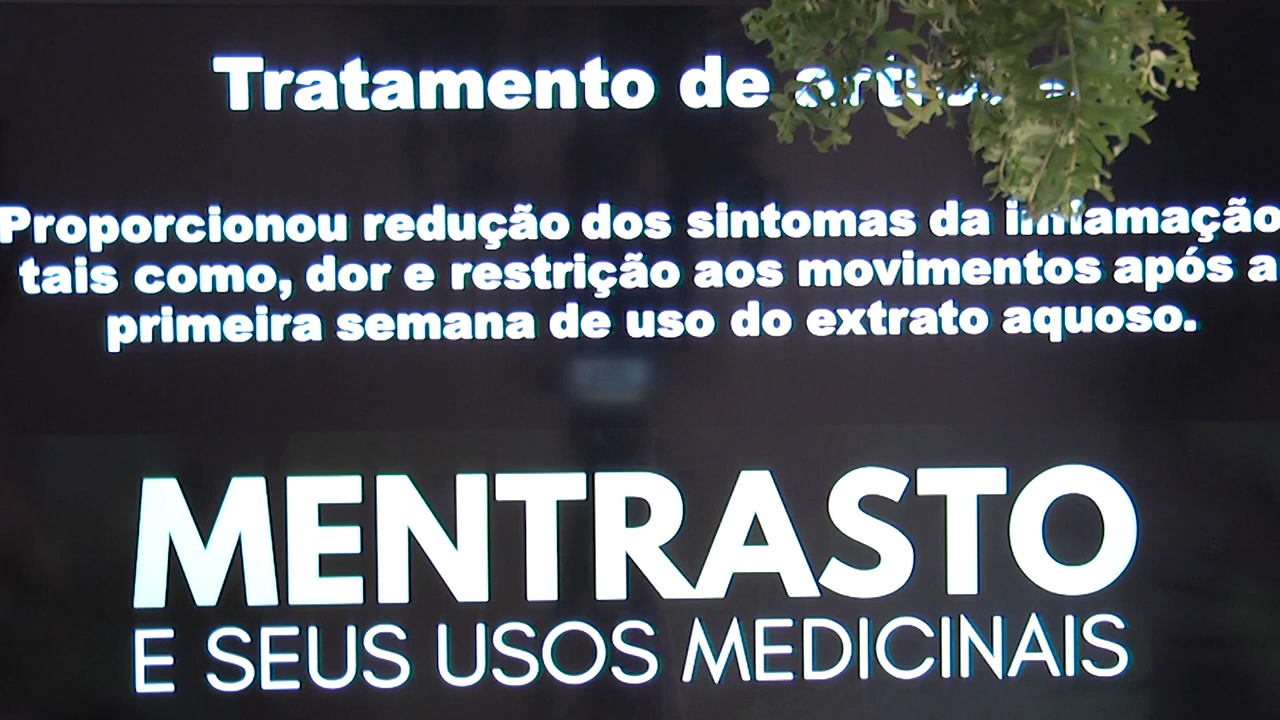 Tratamento de
Proporcionou redução dos sintomas da inflamação
tais como, dor e restrição aos movimentos após a
primeira semana de uso do extrato aquoso.
MENTRASTO
E SEUS USOS MEDICINAIS